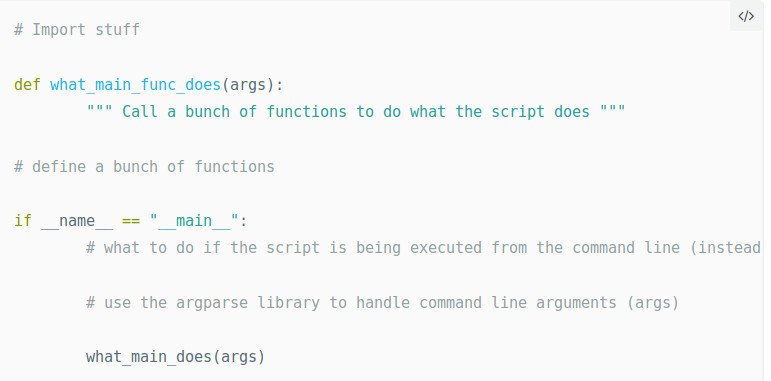 </>
# Import stuff
def what_main_func_does(args):
""" Call a bunch of functions to do what the script does """
# define a bunch of functions
if __name__ == "__main__":
# what to do if the script is being executed from the command line (instead
# use the argparse library to handle command line arguments (args)
what_main_does(args)